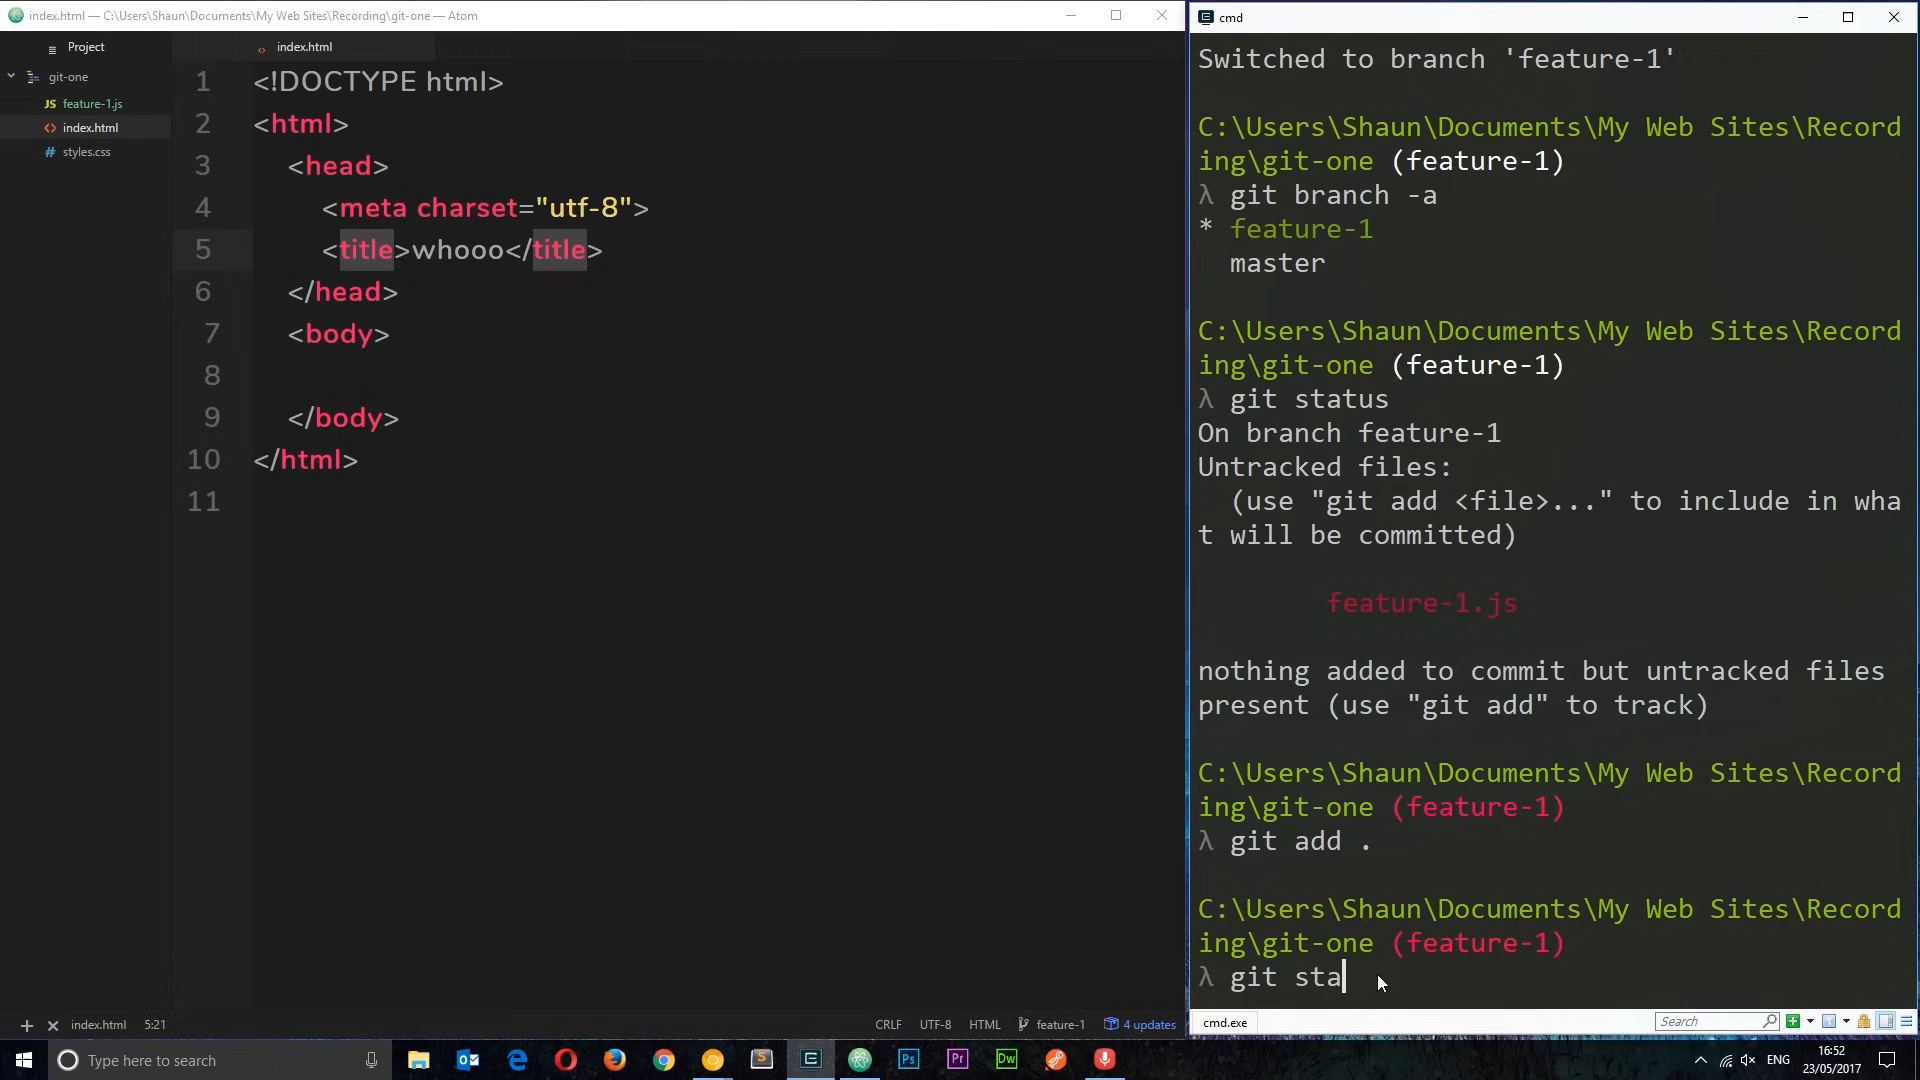 index.html — C:\Users\Shaun\Documents\My Web Sites\Recording\git-one — Atom
Project
git-one
JS feature-1.js
<> index.html
# styles.css
index.html
1 <!DOCTYPE html>
2 <html>
3 <head>
4 <meta charset="utf-8">
5 <title>whooo</title>
6 </head>
7 <body>
8
9 </body>
10 </html>
11
index.html 5:21
CRLF UTF-8 HTML feature-1 4 updates
cmd
Switched to branch 'feature-1'
C:\Users\Shaun\Documents\My Web Sites\Record
ing\git-one (feature-1)
λ git branch -a
* feature-1
master
C:\Users\Shaun\Documents\My Web Sites\Record
ing\git-one (feature-1)
λ git status
On branch feature-1
Untracked files:
(use "git add <file>..." to include in wha
t will be committed)
feature-1.js
nothing added to commit but untracked files
present (use "git add" to track)
C:\Users\Shaun\Documents\My Web Sites\Record
ing\git-one (feature-1)
λ git add .
C:\Users\Shaun\Documents\My Web Sites\Record
ing\git-one (feature-1)
λ git sta
cmd.exe
Search
Type here to search
Ps
Pr
Dw
ENG
16:52
23/05/2017